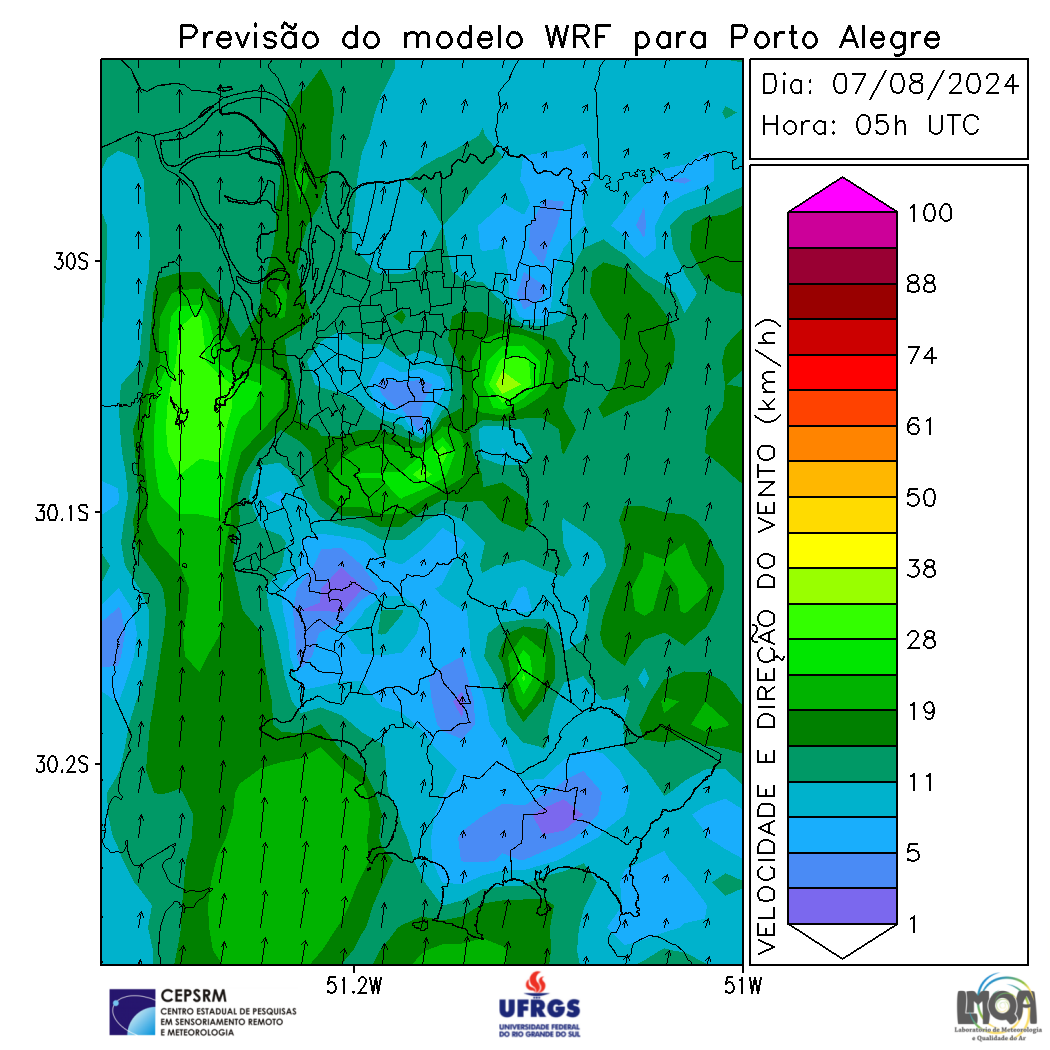 Previsão do modelo WRF para Porto Alegre
Dia: 07/08/2024
Hora: 05h UTC
30S
30.1S
30.2S
51.2W
51W
VELOCIDADE E DIREÇÃO DO VENTO (km/h)
100
88
74
61
50
38
28
19
11
5
1
CEPSRM
CENTRO ESTADUAL DE PESQUISAS
EM SENSORIAMENTO REMOTO
E METEOROLOGIA
UFRGS
UNIVERSIDADE FEDERAL
DO RIO GRANDE DO SUL
LMQA
Laboratório de Meteorologia
e Qualidade do Ar